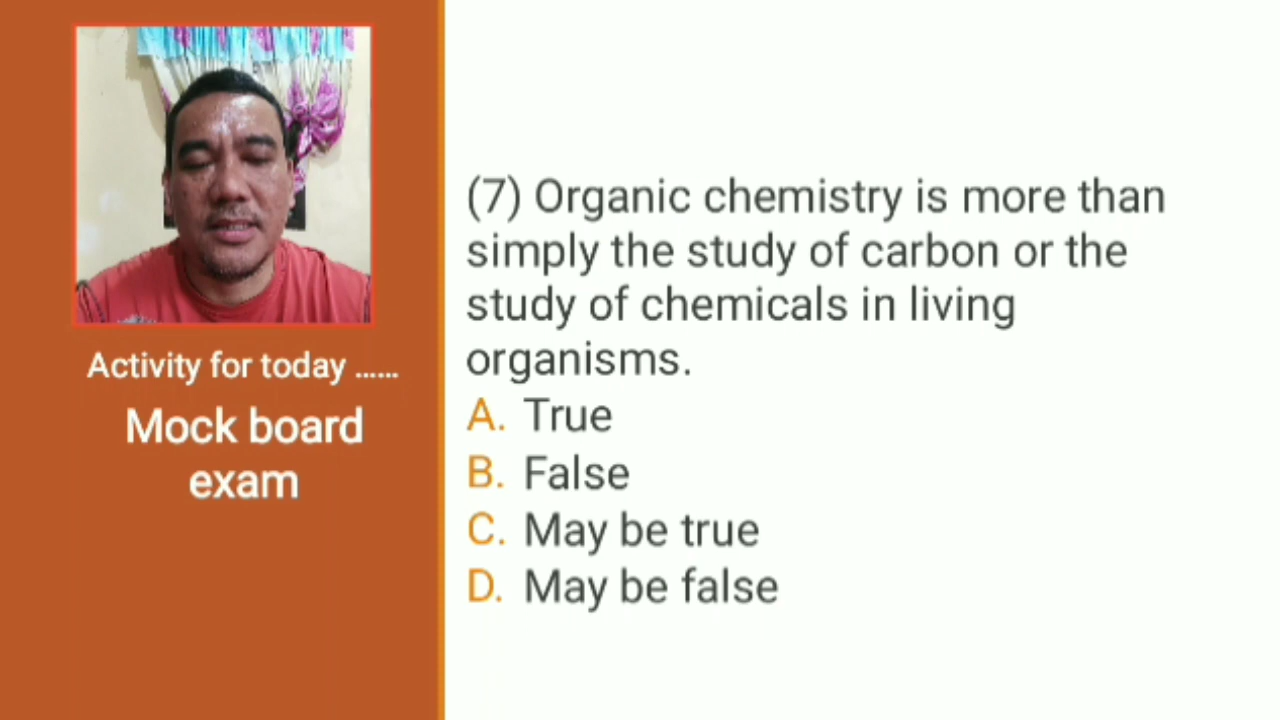 Activity for today ......
Mock board
exam
(7) Organic chemistry is more than
simply the study of carbon or the
study of chemicals in living
organisms.
A. True
B. False
C. May be true
D. May be false